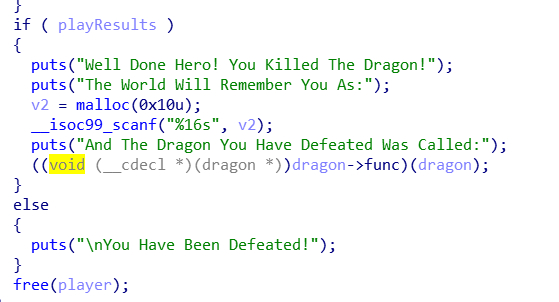 }
if ( playResults )
{
puts("Well Done Hero! You Killed The Dragon!");
puts("The World Will Remember You As:");
v2 = malloc(0x10u);
__isoc99_scanf("%16s", v2);
puts("And The Dragon You Have Defeated Was Called:");
((void (__cdecl *)(dragon *))dragon->func)(dragon);
}
else
{
puts("\nYou Have Been Defeated!");
}
free(player);